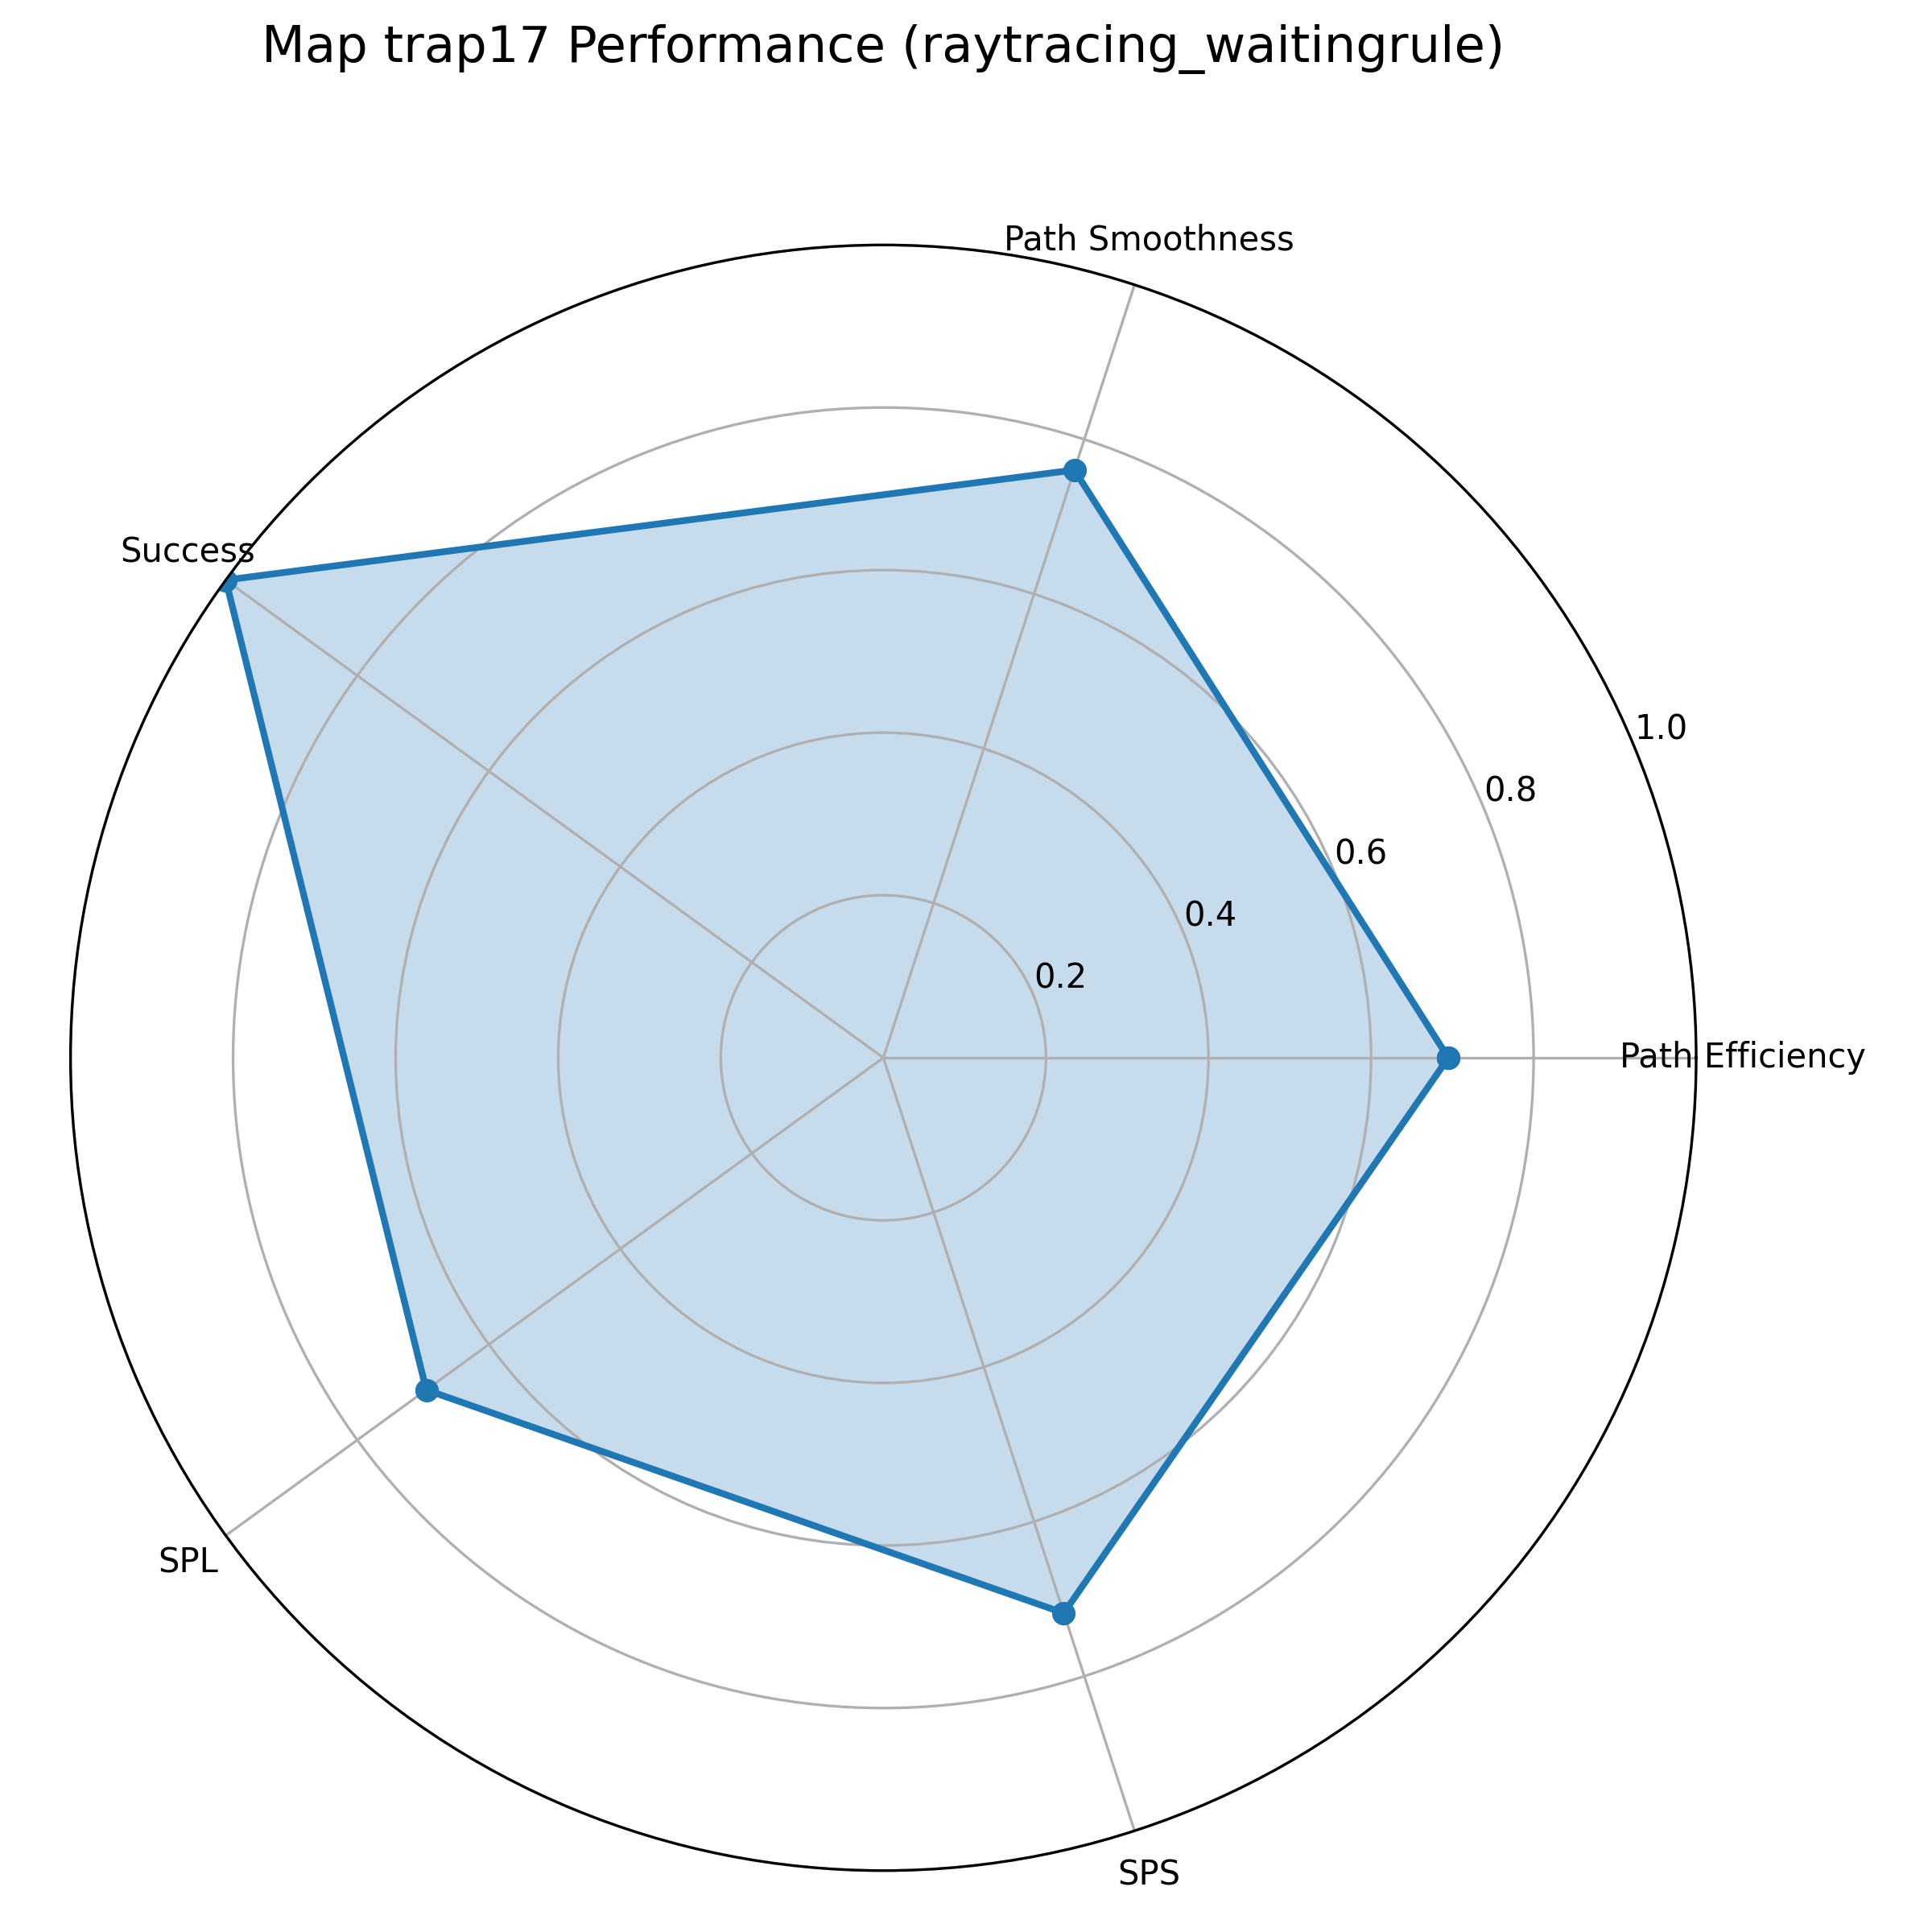 Map trap17 Performance (raytracing_waitingrule)
Path Smoothness
Success
1.0
0.8
0.6
0.4
0.2
Path Efficiency
SPL
SPS